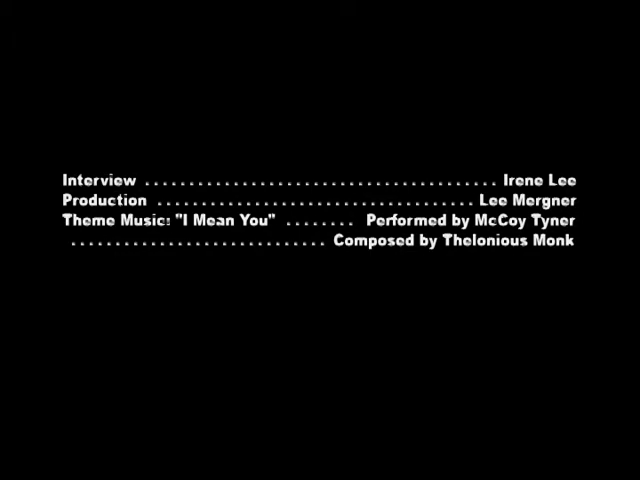 Interview ..................................... Irene Lee
Production ................................. Lee Mergner
Theme Music: "I Mean You" ........ Performed by McCoy Tyner
........................... Composed by Thelonious Monk